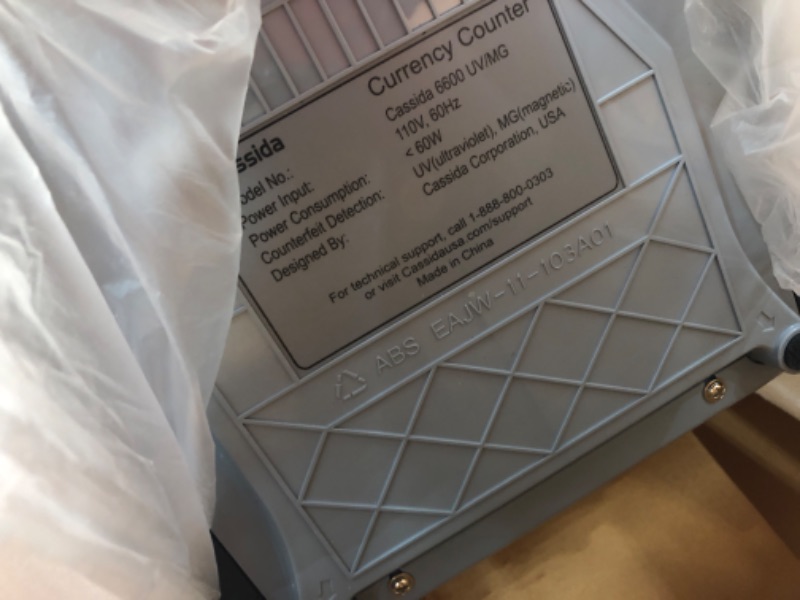 ssida
Currency Counter
odel No.: Cassida 6600 UV/MG
Power Input: 110V, 60Hz
Power Consumption: < 60W
Counterfeit Detection: UV(ultraviolet), MG(magnetic)
Designed By: Cassida Corporation, USA
For technical support, call 1-888-800-0303
or visit Cassidausa.com/support
Made in China
ABS EAJW-11-103A01